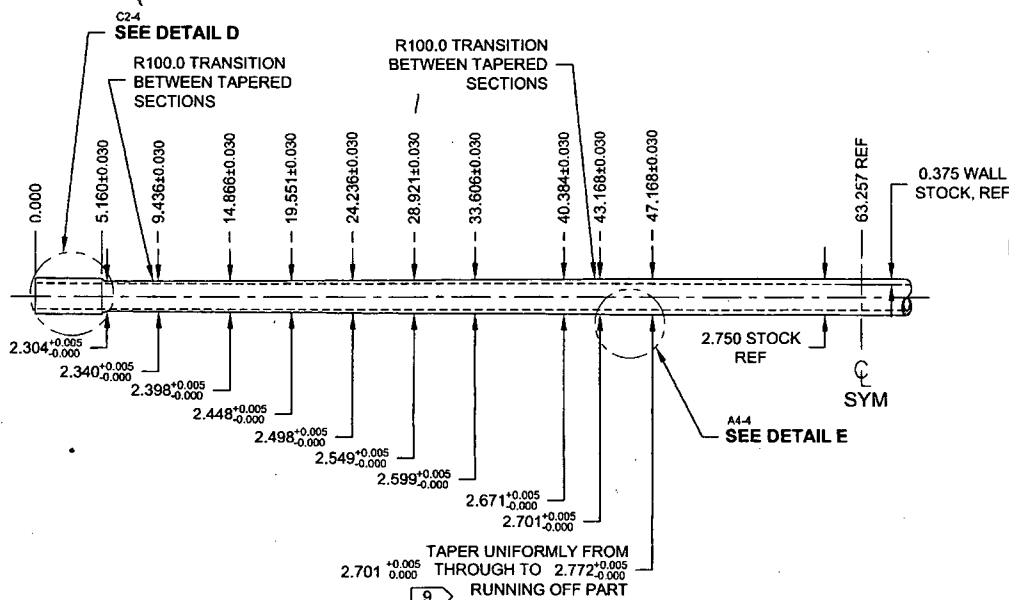 C2-4
SEE DETAIL D
R100.0 TRANSITION
BETWEEN TAPERED
SECTIONS
R100.0 TRANSITION
BETWEEN TAPERED
SECTIONS
0.000
5.160±0.030
9.436±0.030
14.866±0.030
19.551±0.030
24.236±0.030
28.921±0.030
33.606±0.030
40.384±0.030
43.168±0.030
47.168±0.030
63.257 REF
0.375 WALL
STOCK, REF
2.304+0.005 -0.000
2.340+0.005 -0.000
2.398+0.005 -0.000
2.448+0.005 -0.000
2.498+0.005 -0.000
2.549+0.005 -0.000
2.599+0.005 -0.000
2.671+0.005 -0.000
2.701+0.005 -0.000
2.750 STOCK
REF
℄
SYM
A4-4
SEE DETAIL E
TAPER UNIFORMLY FROM
2.701 +0.005 0.000 THROUGH TO 2.772+0.005 -0.000
RUNNING OFF PART
9